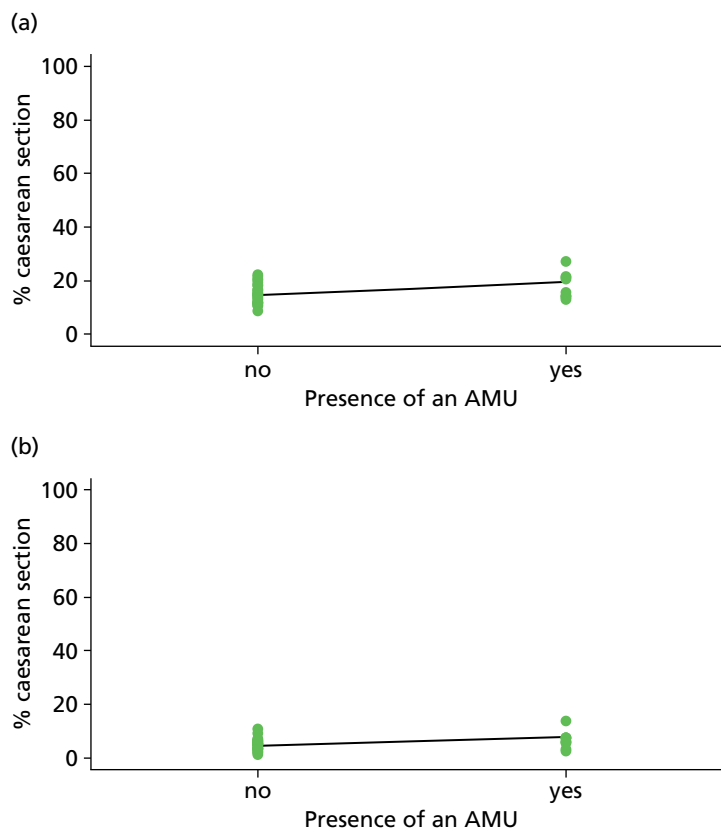 (a)
100
80
60
40
20
0
% caesarean section
no yes
Presence of an AMU
(b)
100
80
60
40
20
0
% caesarean section
no yes
Presence of an AMU